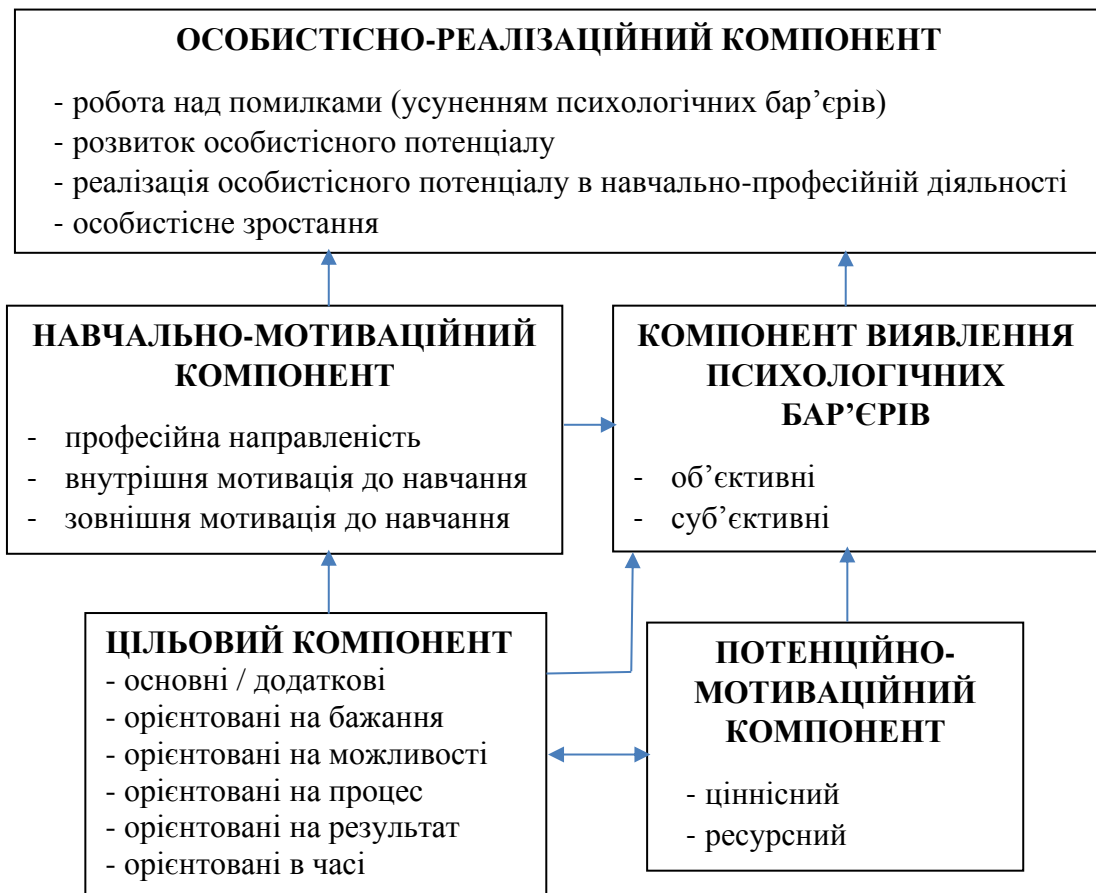 ОСОБИСТІСНО-РЕАЛІЗАЦІЙНИЙ КОМПОНЕНТ
- робота над помилками (усуненням психологічних бар’єрів)
- розвиток особистісного потенціалу
- реалізація особистісного потенціалу в навчально-професійній діяльності
- особистісне зростання
НАВЧАЛЬНО-МОТИВАЦІЙНИЙ
КОМПОНЕНТ
- професійна направленість
- внутрішня мотивація до навчання
- зовнішня мотивація до навчання
КОМПОНЕНТ ВИЯВЛЕННЯ
ПСИХОЛОГІЧНИХ
БАР’ЄРІВ
- об’єктивні
- суб’єктивні
ЦІЛЬОВИЙ КОМПОНЕНТ
- основні / додаткові
- орієнтовані на бажання
- орієнтовані на можливості
- орієнтовані на процес
- орієнтовані на результат
- орієнтовані в часі
ПОТЕНЦІЙНО-
МОТИВАЦІЙНИЙ
КОМПОНЕНТ
- ціннісний
- ресурсний